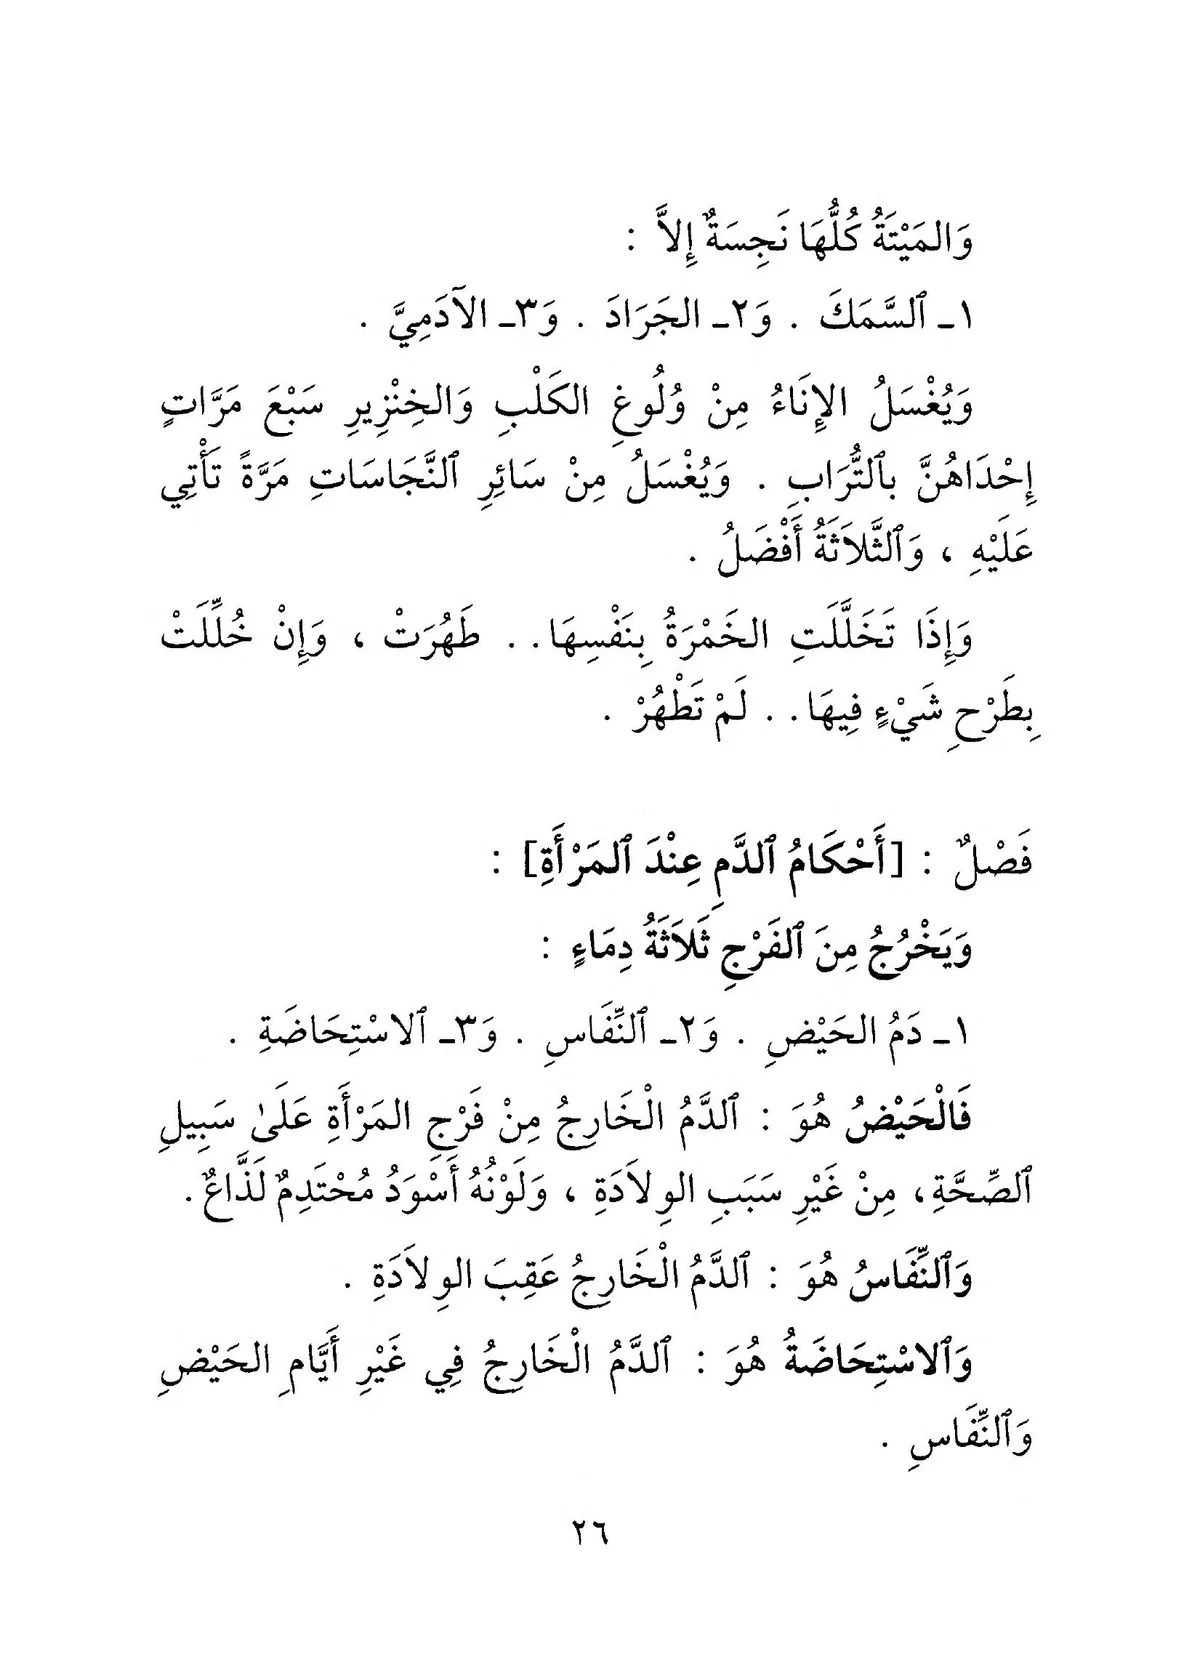 وَالمَيْتَةُ كُلُّهَا نَجِسَةٌ إِلاَّ :
١ـ ٱلسَّمَكَ . وَ٢ـ الجَرَادَ . وَ٣ـ الآدَمِيَّ .
وَيُغْسَلُ الإِنَاءُ مِنْ وُلُوغِ الكَلْبِ وَالخِنْزِيرِ سَبْعَ مَرَّاتٍ
إِحْدَاهُنَّ بِٱلتُّرَابِ . وَيُغْسَلُ مِنْ سَائِرِ ٱلنَّجَاسَاتِ مَرَّةً تَأْتِي
عَلَيْهِ ، وَٱلثَّلاَثَةُ أَفْضَلُ .
وَإِذَا تَخَلَّلَتِ الخَمْرَةُ بِنَفْسِهَا.. طَهُرَتْ ، وَإِنْ خُلِّلَتْ
بِطَرْحِ شَيْءٍ فِيهَا.. لَمْ تَطْهُرْ .
فَصْلٌ : [أَحْكَامُ ٱلدَّمِ عِنْدَ ٱلمَرْأَةِ] :
وَيَخْرُجُ مِنَ ٱلفَرْجِ ثَلاَثَةُ دِمَاءٍ :
١ـ دَمُ الحَيْضِ . وَ٢ـ ٱلنِّفَاسِ . وَ٣ـ ٱلاسْتِحَاضَةِ .
فَالْحَيْضُ هُوَ : ٱلدَّمُ الْخَارِجُ مِنْ فَرْجِ المَرْأَةِ عَلَىٰ سَبِيلِ
ٱلصِّحَّةِ، مِنْ غَيْرِ سَبَبِ الوِلاَدَةِ ، وَلَوْنُهُ أَسْوَدُ مُحْتَدِمٌ لَذَّاعٌ.
وَٱلنِّفَاسُ هُوَ : ٱلدَّمُ الْخَارِجُ عَقِبَ الوِلاَدَةِ .
وَٱلاسْتِحَاضَةُ هُوَ : ٱلدَّمُ الْخَارِجُ فِي غَيْرِ أَيَّامِ الحَيْضِ
وَٱلنِّفَاسِ .
٢٦